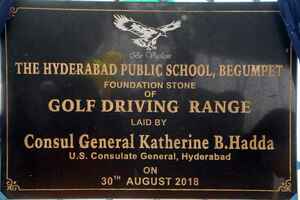 Be Vigilant
THE HYDERABAD PUBLIC SCHOOL, BEGUMPET
FOUNDATION STONE
OF
GOLF DRIVING RANGE
LAID BY
Consul General Katherine B.Hadda
U.S. Consulate General, Hyderabad
ON
30TH AUGUST 2018